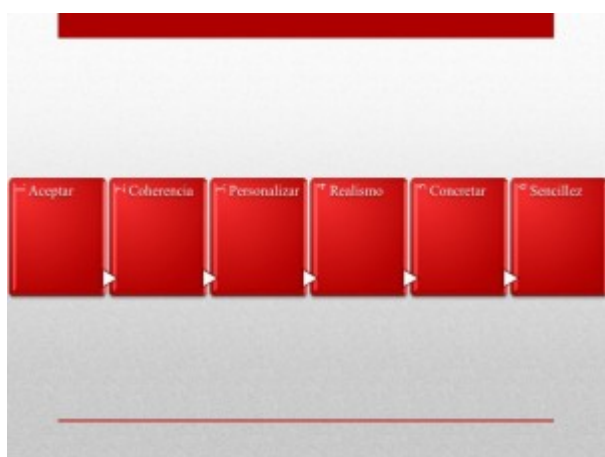 Aceptar
Coherencia
Personalizar
Realismo
Concretar
Sencillez